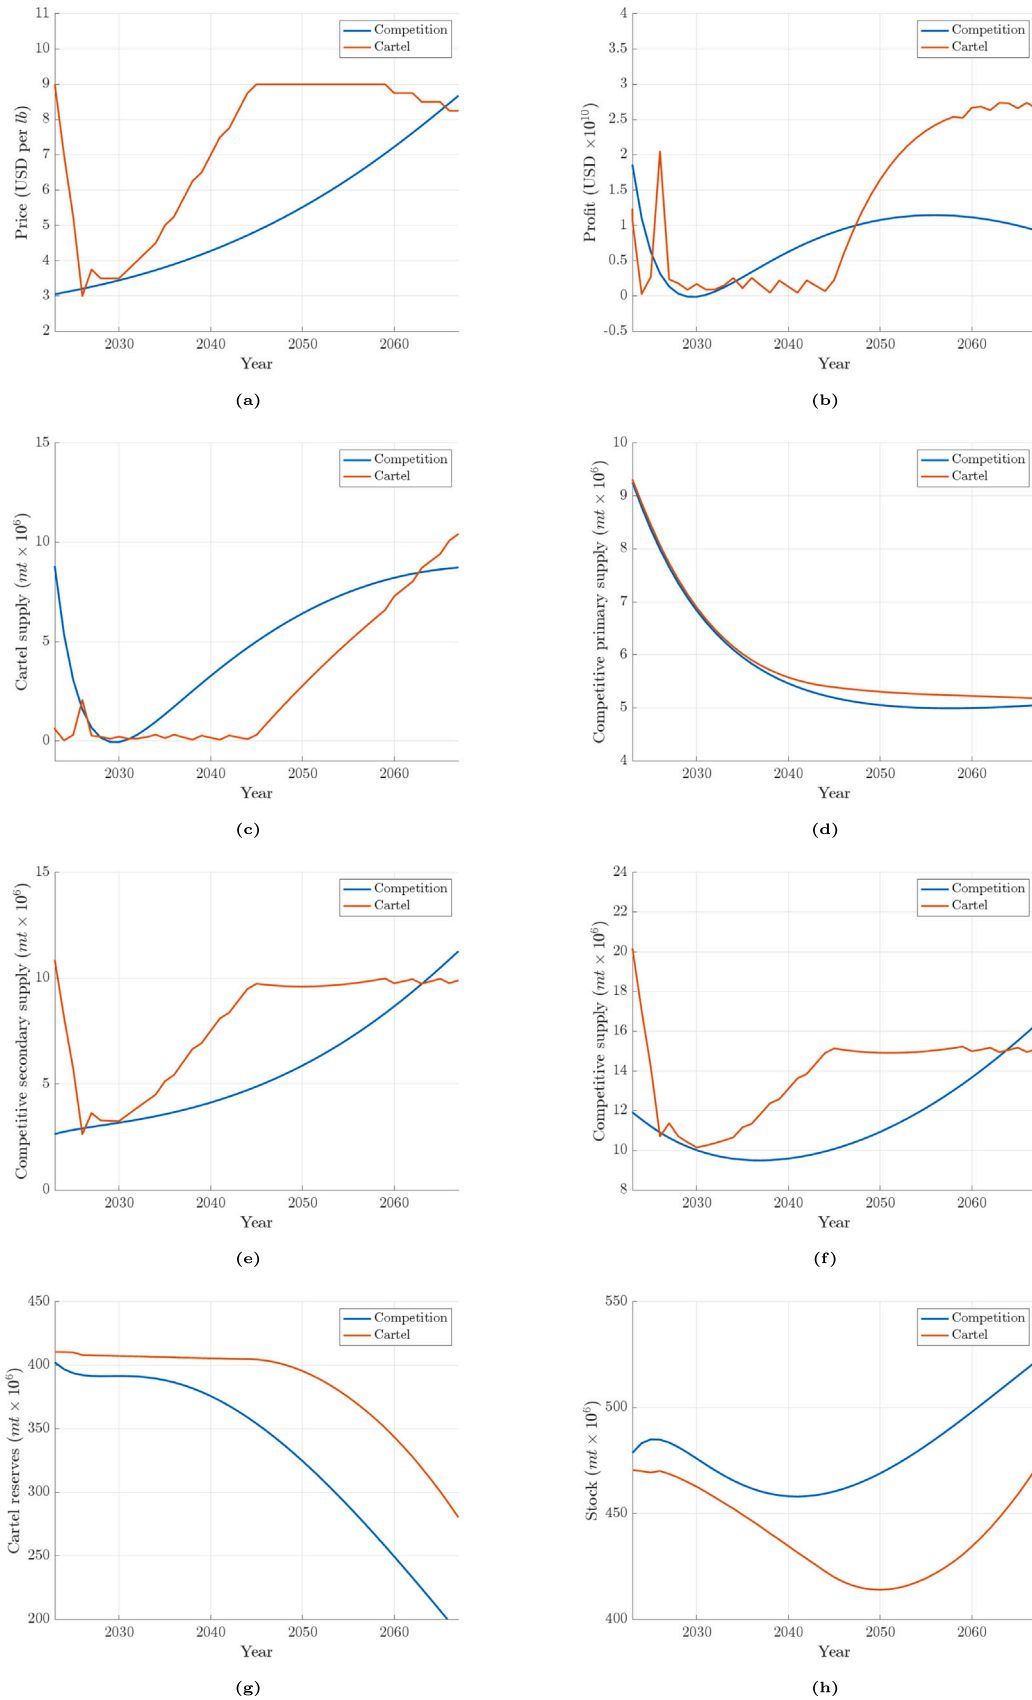 11
10
9
8
7
6
5
4
3
2
Price (USD per lb)
Competition
Cartel
2030
2040
2050
2060
Year
(a)
4
3.5
3
2.5
2
1.5
1
0.5
0
-0.5
Profit (USD ×10^10)
Competition
Cartel
2030
2040
2050
2060
Year
(b)
15
10
5
0
Cartel supply (mt × 10^6)
Competition
Cartel
2030
2040
2050
2060
Year
(c)
10
9
8
7
6
5
4
Competitive primary supply (mt × 10^6)
Competition
Cartel
2030
2040
2050
2060
Year
(d)
15
10
5
0
Competitive secondary supply (mt × 10^6)
Competition
Cartel
2030
2040
2050
2060
Year
(e)
24
22
20
18
16
14
12
10
8
Competitive supply (mt × 10^6)
Competition
Cartel
2030
2040
2050
2060
Year
(f)
450
400
350
300
250
200
Cartel reserves (mt × 10^6)
Competition
Cartel
2030
2040
2050
2060
Year
(g)
550
500
450
400
Stock (mt × 10^6)
Competition
Cartel
2030
2040
2050
2060
Year
(h)